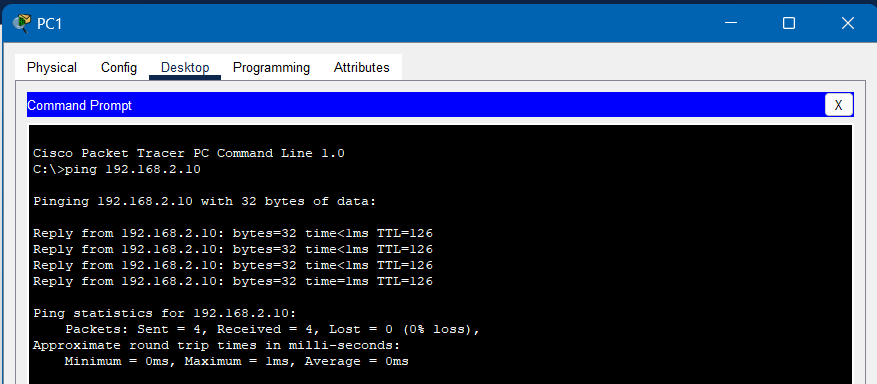 PC1
Physical Config Desktop Programming Attributes
Command Prompt X
Cisco Packet Tracer PC Command Line 1.0
C:\>ping 192.168.2.10
Pinging 192.168.2.10 with 32 bytes of data:
Reply from 192.168.2.10: bytes=32 time<1ms TTL=126
Reply from 192.168.2.10: bytes=32 time<1ms TTL=126
Reply from 192.168.2.10: bytes=32 time<1ms TTL=126
Reply from 192.168.2.10: bytes=32 time=1ms TTL=126
Ping statistics for 192.168.2.10:
    Packets: Sent = 4, Received = 4, Lost = 0 (0% loss),
Approximate round trip times in milli-seconds:
    Minimum = 0ms, Maximum = 1ms, Average = 0ms